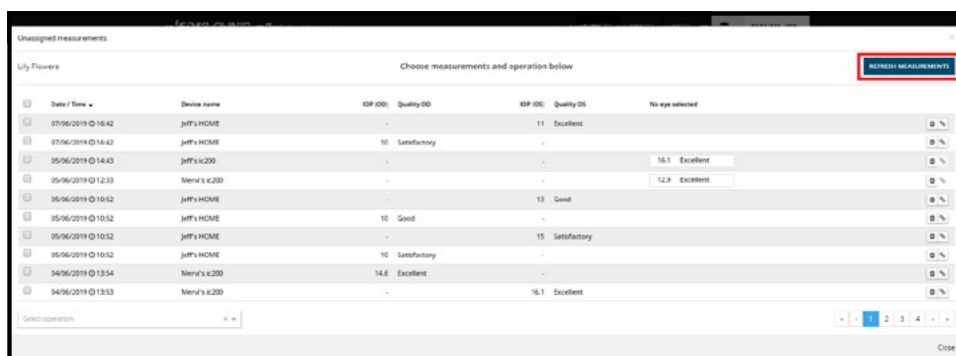 Unassigned measurements
Lily Flowers Choose measurements and operation below REFRESH MEASUREMENTS
Date / Time Device name IOP (OD) Quality OD IOP (OS) Quality OS No eye selected
07/06/2019 16:42 Jeff's HOME - 11 Excellent
07/06/2019 16:42 Jeff's HOME 10 Satisfactory -
05/06/2019 14:43 Jeff's ic200 - - 16.1 Excellent
05/06/2019 12:33 Mervi's ic200 - - 12.9 Excellent
05/06/2019 10:52 Jeff's HOME - 13 Good
05/06/2019 10:52 Jeff's HOME 10 Good -
05/06/2019 10:52 Jeff's HOME - 15 Satisfactory
05/06/2019 10:52 Jeff's HOME 10 Satisfactory -
04/06/2019 13:54 Mervi's ic200 14.6 Excellent -
04/06/2019 13:53 Mervi's ic200 - 16.1 Excellent
Select operation × « ‹ 1 2 3 4 › »
Close